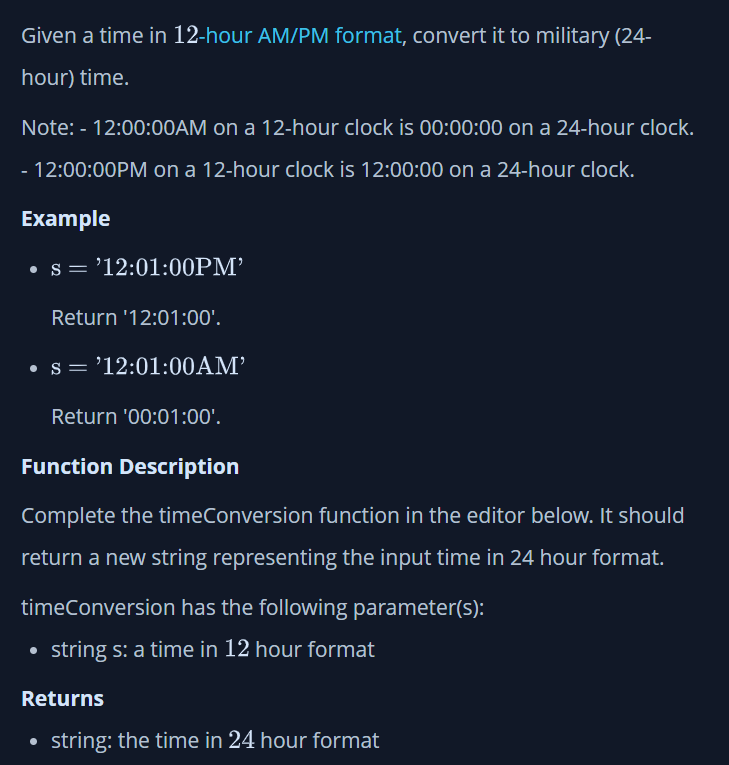 Given a time in 12-hour AM/PM format, convert it to military (24-
hour) time.
Note: - 12:00:00AM on a 12-hour clock is 00:00:00 on a 24-hour clock.
- 12:00:00PM on a 12-hour clock is 12:00:00 on a 24-hour clock.
Example
• s = ’12:01:00PM’
Return '12:01:00'.
• s = ’12:01:00AM’
Return '00:01:00'.
Function Description
Complete the timeConversion function in the editor below. It should
return a new string representing the input time in 24 hour format.
timeConversion has the following parameter(s):
• string s: a time in 12 hour format
Returns
• string: the time in 24 hour format